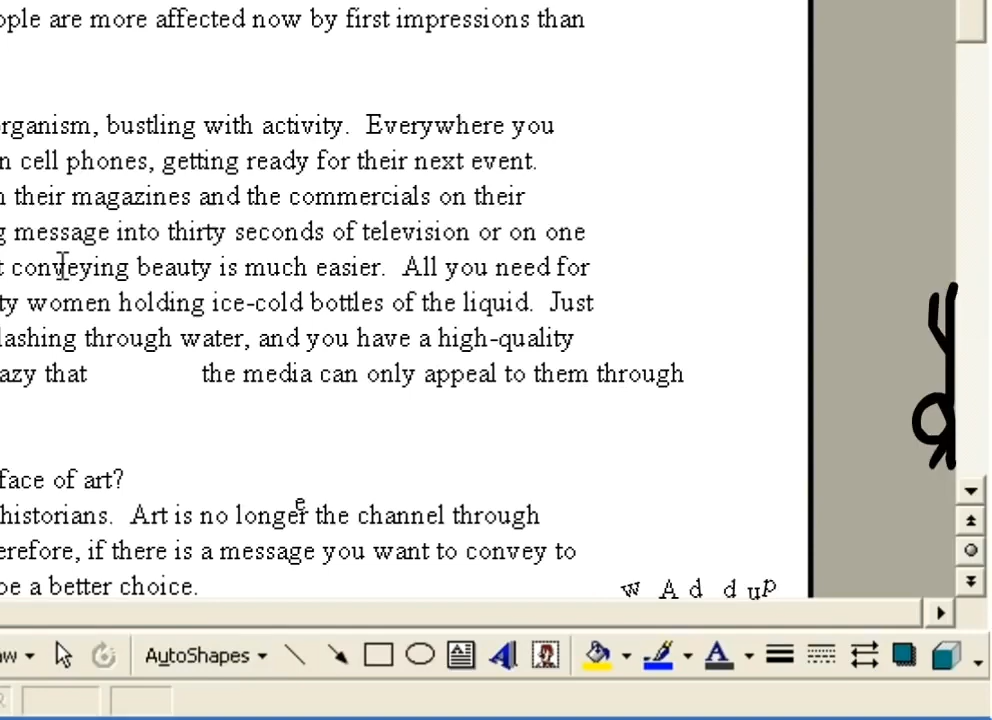 ople are more affected now by first impressions than
organism, bustling with activity.  Everywhere you
n cell phones, getting ready for their next event.
n their magazines and the commercials on their
g message into thirty seconds of television or on one
t conveying beauty is much easier.  All you need for
ty women holding ice-cold bottles of the liquid.  Just
lashing through water, and you have a high-quality
azy that the media can only appeal to them through
face of art?
e
historians.  Art is no longer the channel through
erefore, if there is a message you want to convey to
be a better choice.
w A d d u p
aw AutoShapes